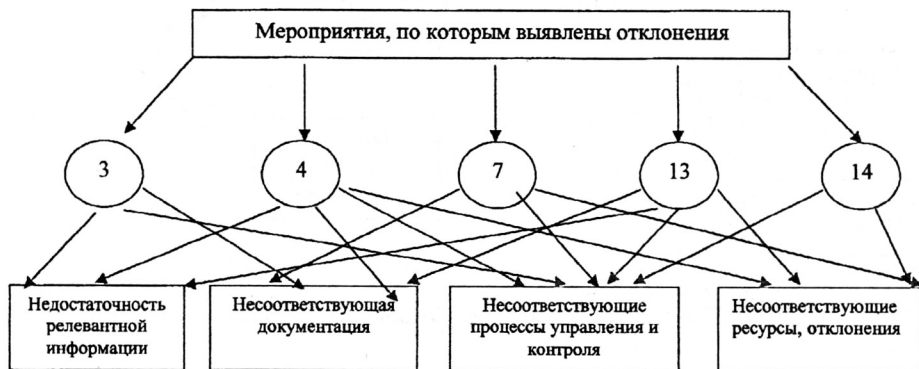 Мероприятия, по которым выявлены отклонения
3
4
7
13
14
Недостаточность
релевантной
информации
Несоответствующая
документация
Несоответствующие
процессы управления и
контроля
Несоответствующие
ресурсы, отклонения